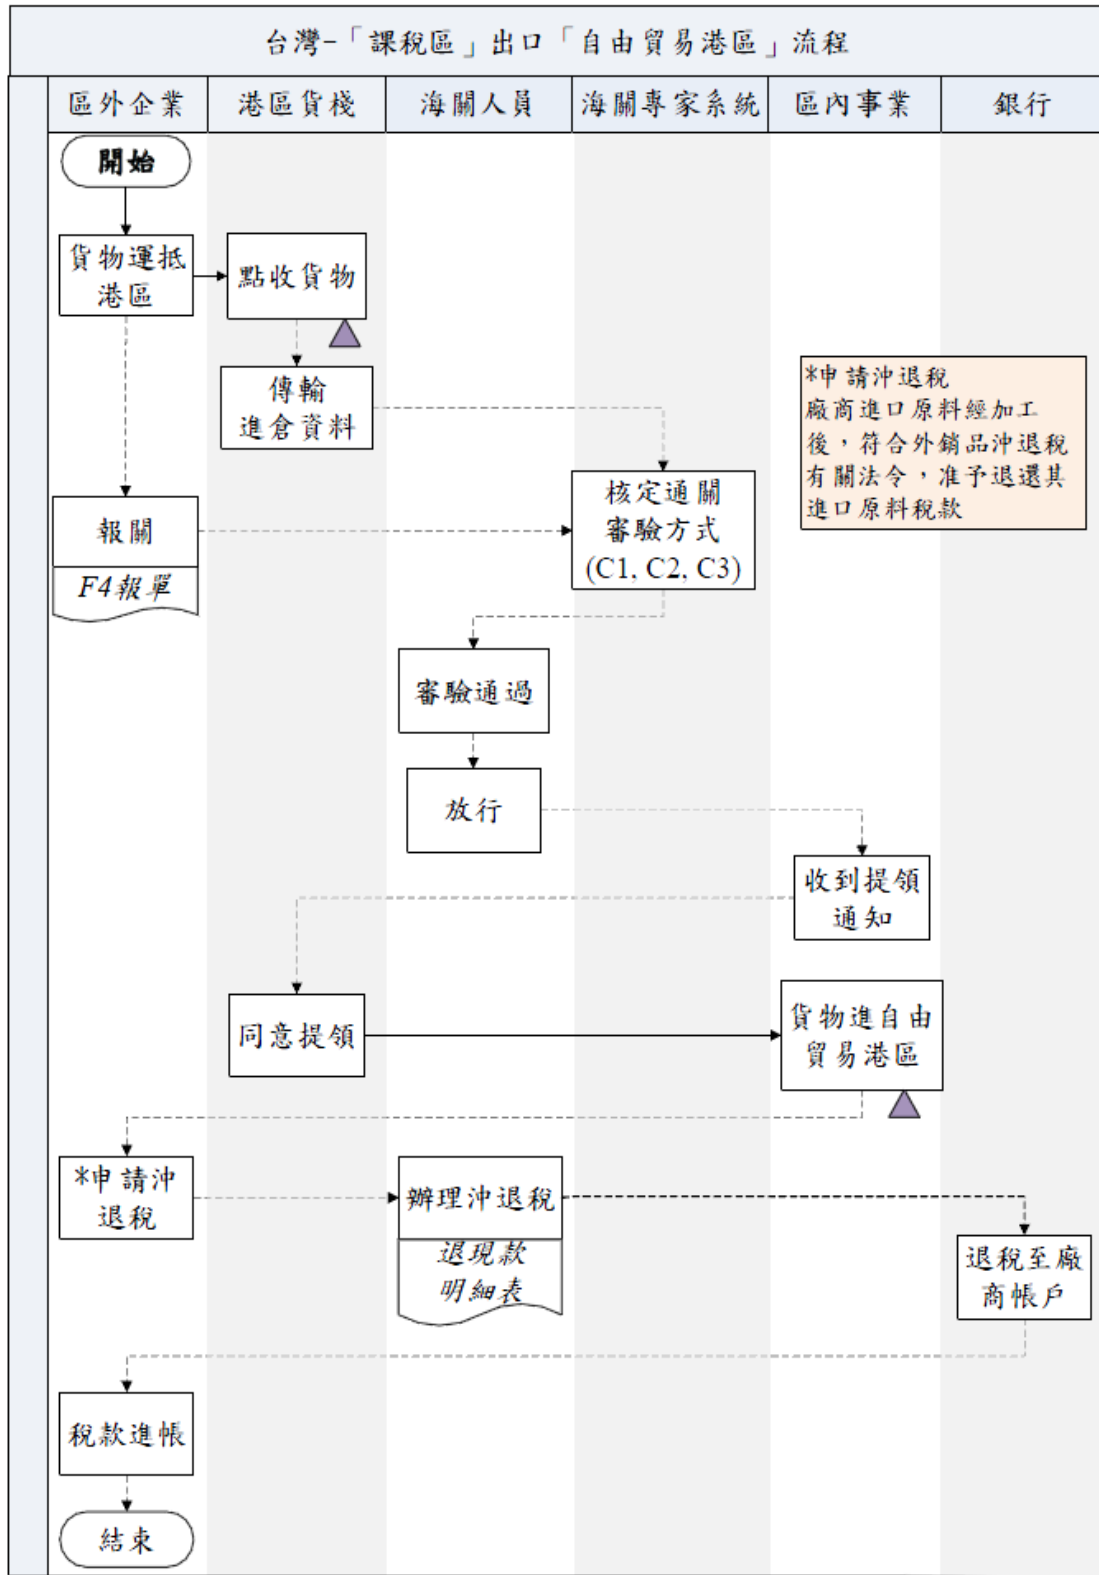 台灣-「課稅區」出口「自由貿易港區」流程
區外企業 港區貨棧 海關人員 海關專家系統 區內事業 銀行
開始
貨物運抵
港區
點收貨物
傳輸
進倉資料
*申請沖退稅
廠商進口原料經加工
後，符合外銷品沖退稅
有關法令，准予退還其
進口原料稅款
報關
F4報單
核定通關
審驗方式
(C1, C2, C3)
審驗通過
放行
收到提領
通知
同意提領
貨物進自由
貿易港區
*申請沖
退稅
辦理沖退稅
退現款
明細表
退稅至廠
商帳戶
稅款進帳
結束